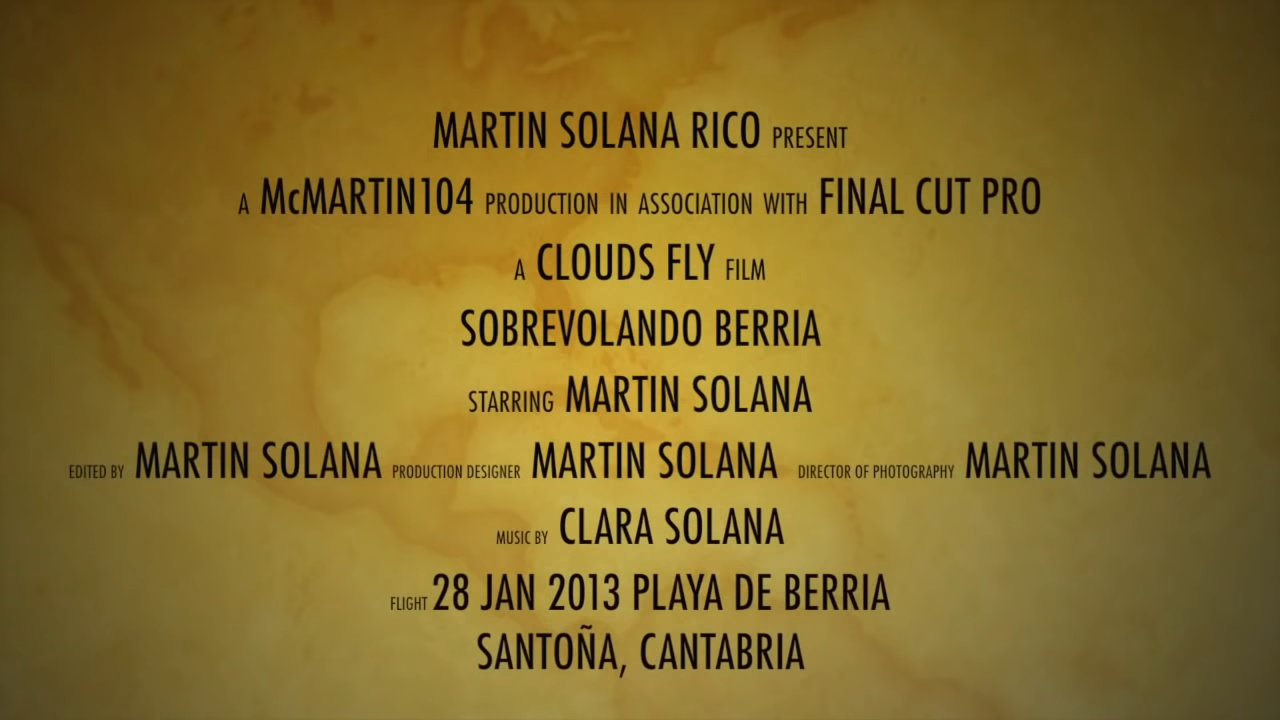 MARTIN SOLANA RICO PRESENT
A McMARTIN104 PRODUCTION IN ASSOCIATION WITH FINAL CUT PRO
A CLOUDS FLY FILM
SOBREVOLANDO BERRIA
STARRING MARTIN SOLANA
EDITED BY MARTIN SOLANA PRODUCTION DESIGNER MARTIN SOLANA DIRECTOR OF PHOTOGRAPHY MARTIN SOLANA
MUSIC BY CLARA SOLANA
FLIGHT 28 JAN 2013 PLAYA DE BERRIA
SANTOÑA, CANTABRIA